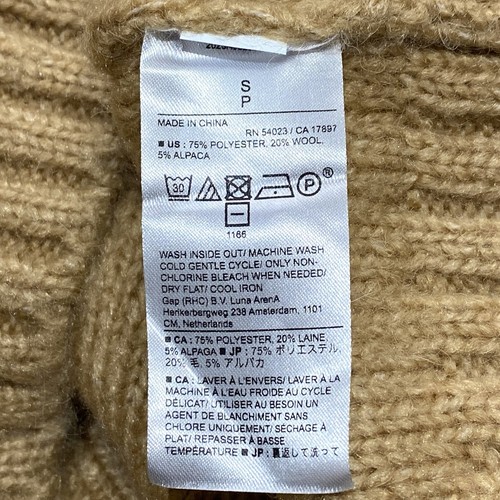 S
P
MADE IN CHINA
RN 54023 / CA 17897
■ US : 75% POLYESTER, 20% WOOL,
5% ALPACA
30 P ®
1166
WASH INSIDE OUT/ MACHINE WASH
COLD GENTLE CYCLE/ ONLY NON-
CHLORINE BLEACH WHEN NEEDED/
DRY FLAT/ COOL IRON
Gap (RHC) B.V. Luna ArenA
Herikerbergweg 238 Amsterdam, 1101
CM, Netherlands
■ CA : 75% POLYESTER, 20% LAINE,
5% ALPAGA ■ JP : 75% ポリエステル,
20% 毛, 5% アルパカ
■ CA : LAVER À L'ENVERS/ LAVER À LA
MACHINE À L'EAU FROIDE AU CYCLE
DÉLICAT/ UTILISER AU BESOIN UN
AGENT DE BLANCHIMENT SANS
CHLORE UNIQUEMENT/ SÉCHAGE À
PLAT/ REPASSER À BASSE
TEMPÉRATURE ■ JP : 裏返して洗って